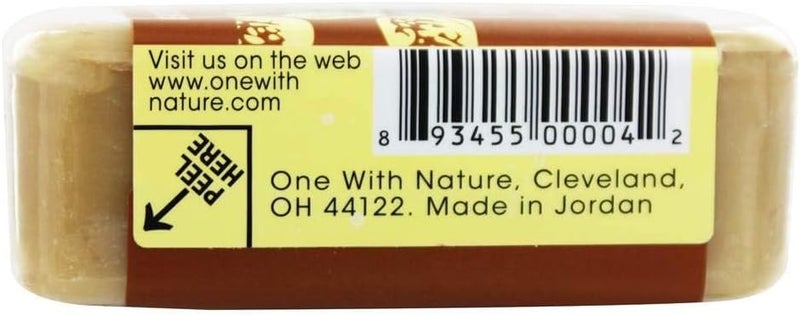 Visit us on the web
www.onewith
nature.com
8 93455 00004 2
PEEL
HERE
One With Nature, Cleveland,
OH 44122. Made in Jordan